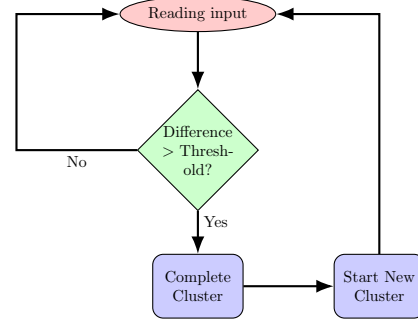 Reading input
Difference
> Thresh-
old?
No
Yes
Complete
Cluster
Start New
Cluster